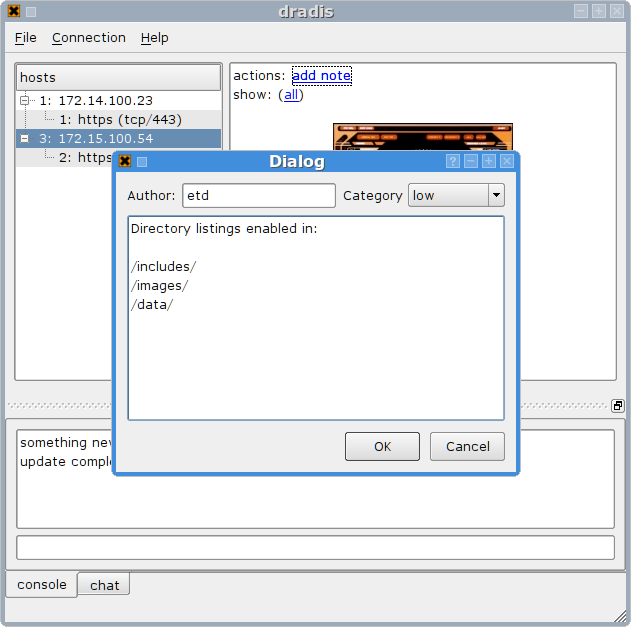 dradis
File Connection Help
hosts
actions: add note
show: (all)
1: 172.14.100.23
1: https (tcp/443)
3: 172.15.100.54
2: https
Dialog
Author: etd Category low
Directory listings enabled in:
/includes/
/images/
/data/
OK Cancel
something new
update comple
console chat